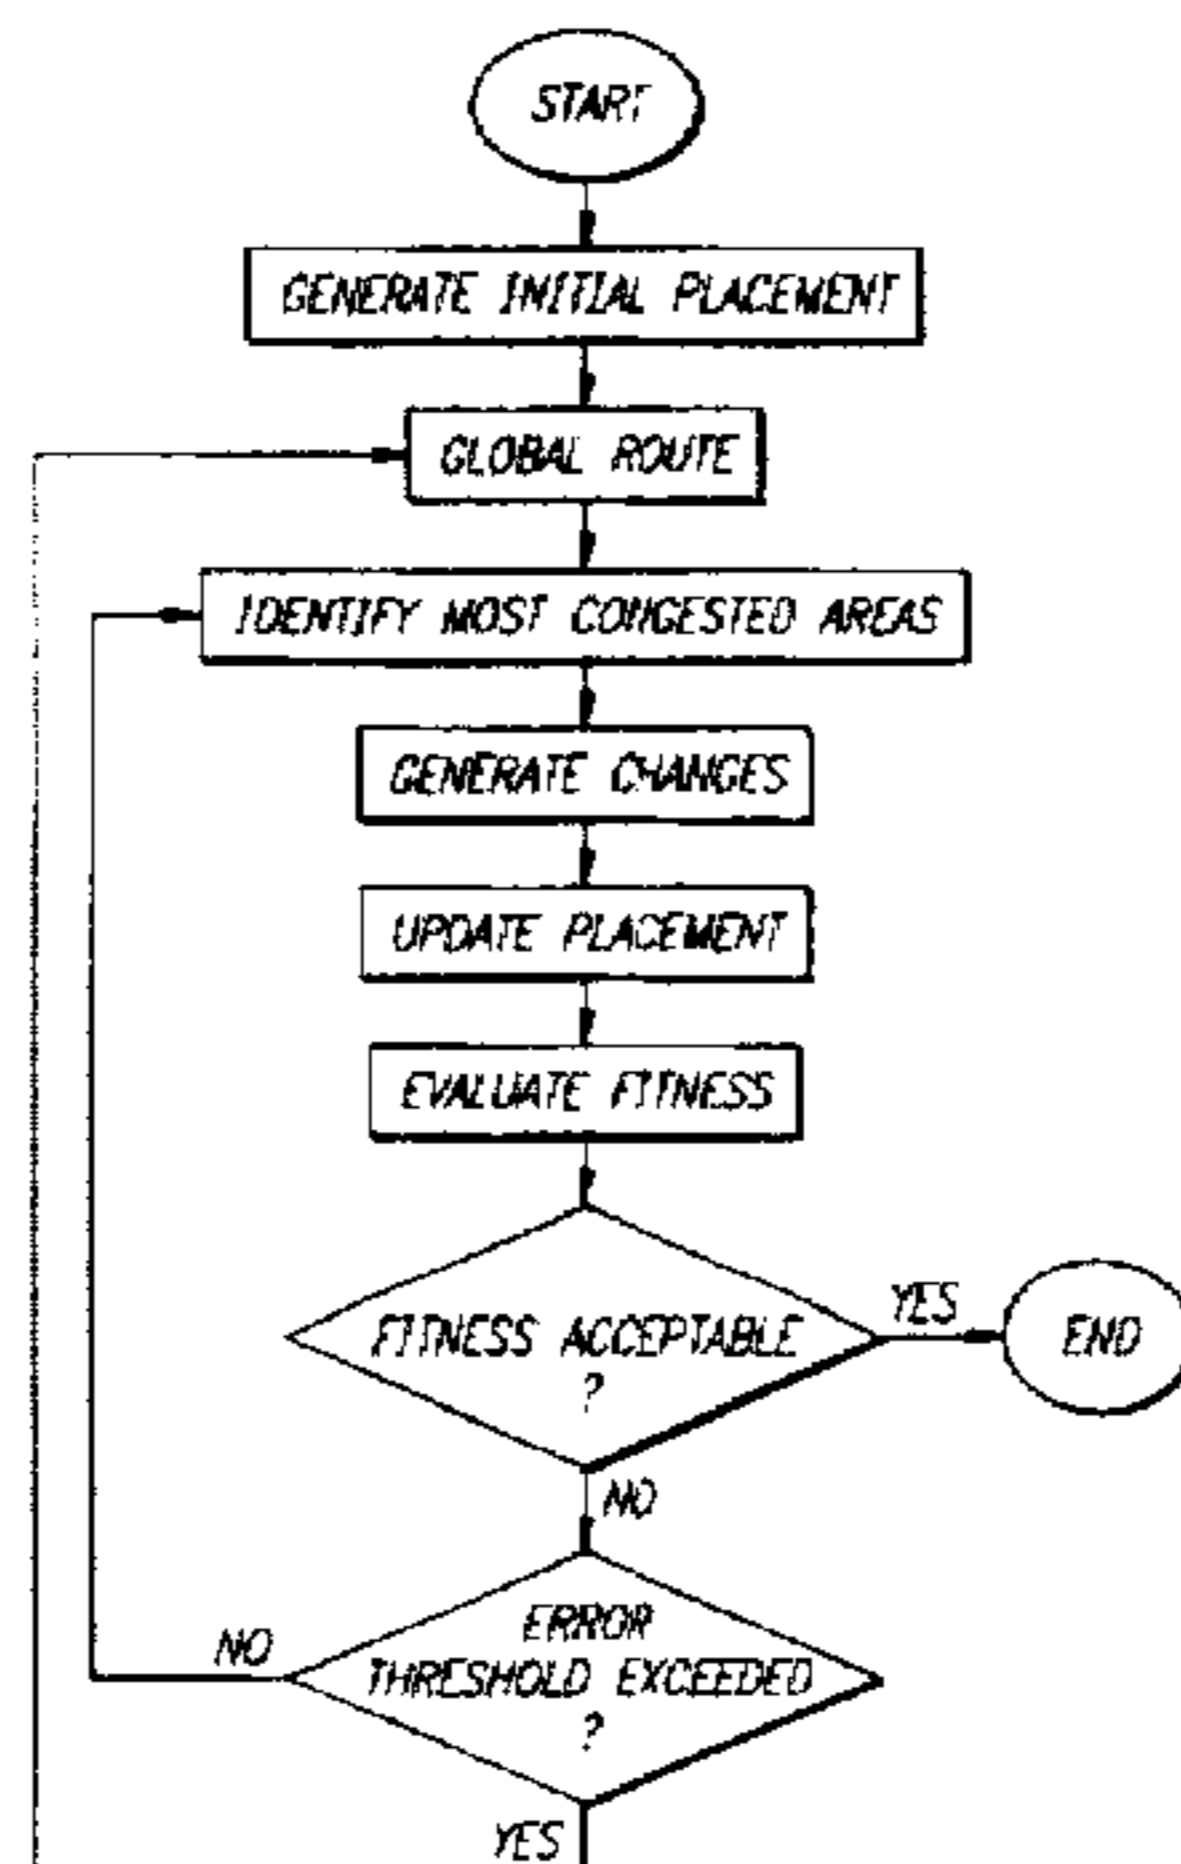 START
GENERATE INITIAL PLACEMENT
GLOBAL ROUTE
IDENTIFY MOST CONGESTED AREAS
GENERATE CHANGES
UPDATE PLACEMENT
EVALUATE FITNESS
FITNESS ACCEPTABLE
?
YES
END
NO
ERROR
THRESHOLD EXCEEDED
?
NO
YES